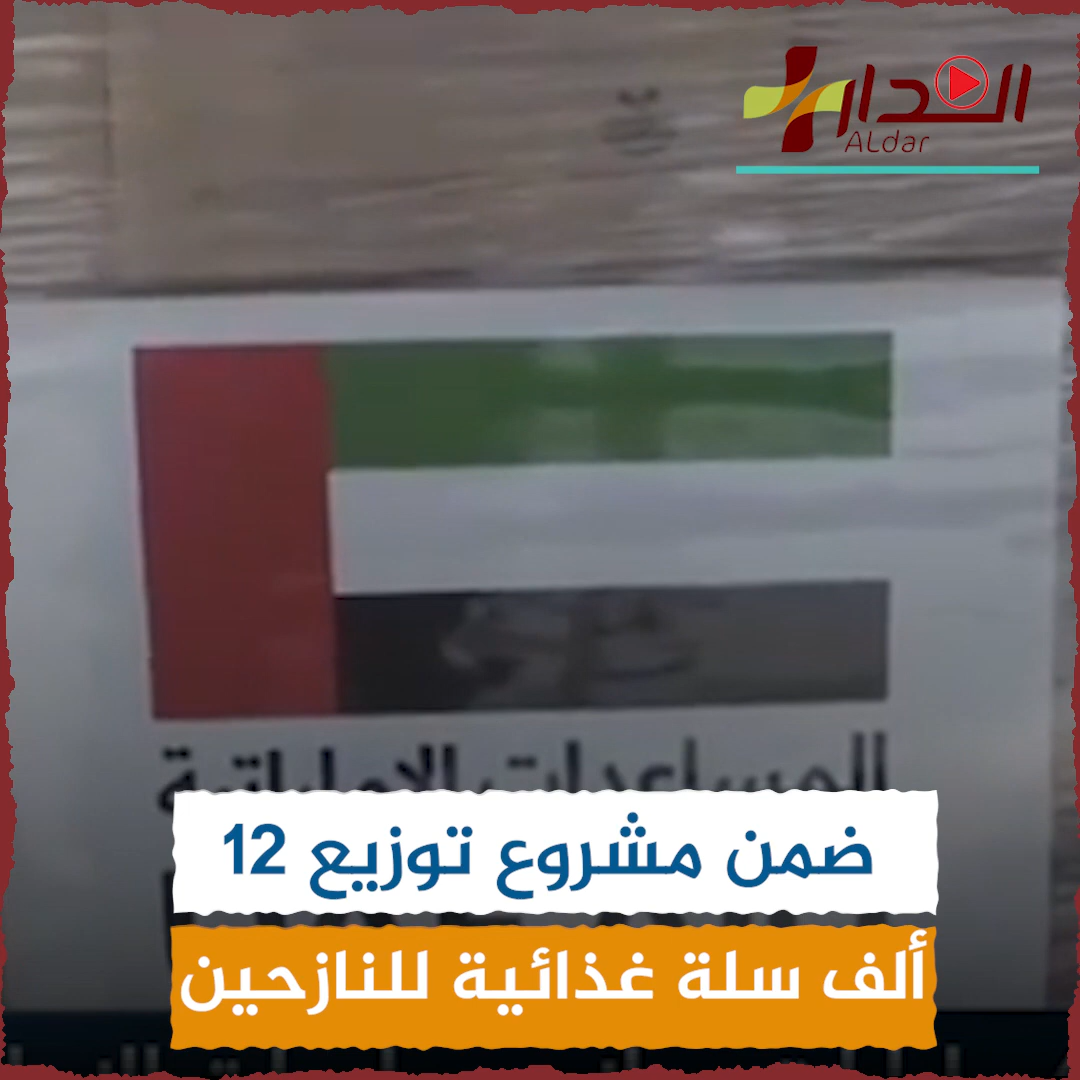 الدار
ALdar
المساعدات الإماراتية
ضمن مشروع توزيع 12
ألف سلة غذائية للنازحين